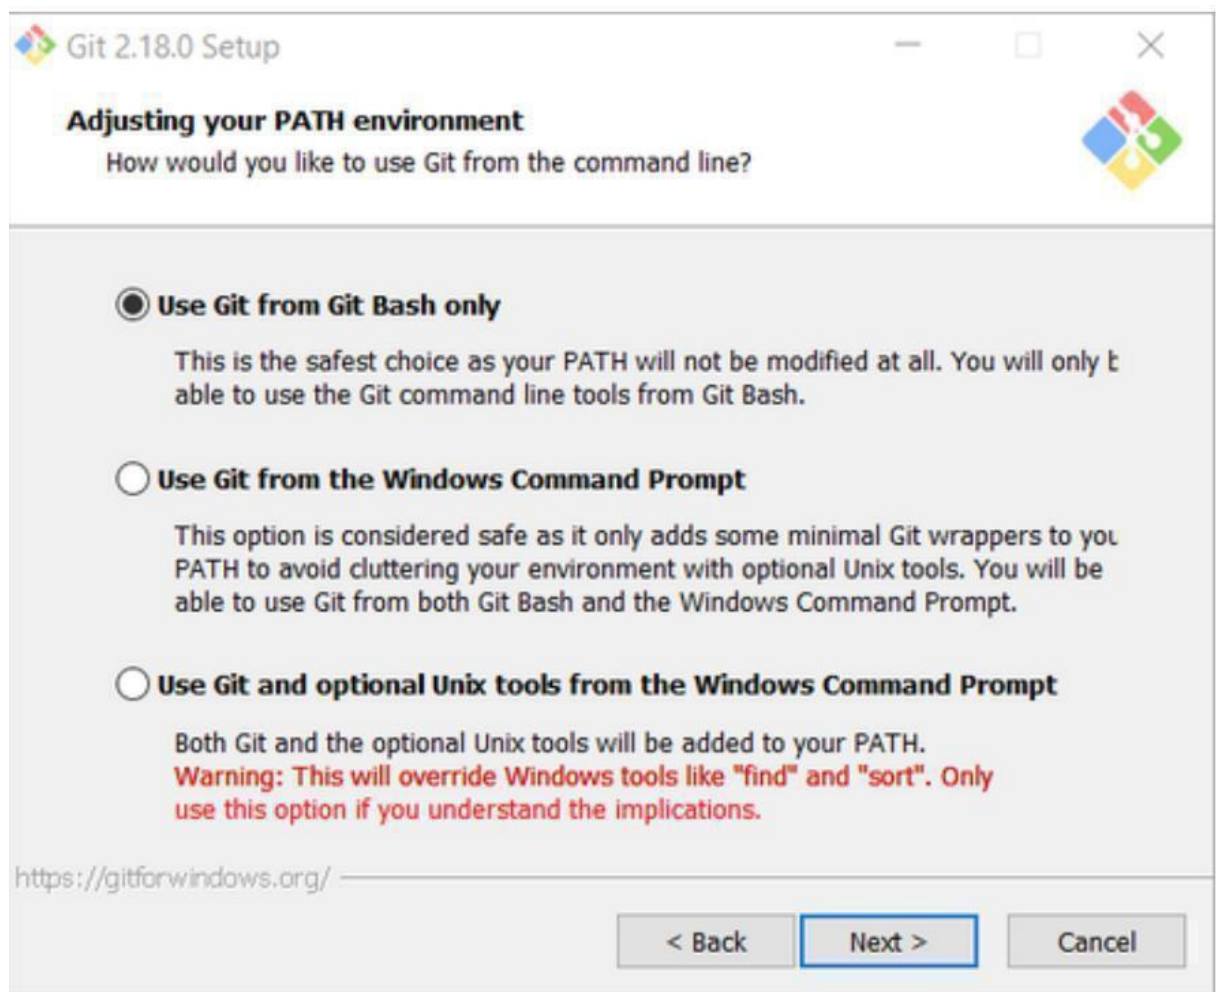 Git 2.18.0 Setup
Adjusting your PATH environment
How would you like to use Git from the command line?
Use Git from Git Bash only
This is the safest choice as your PATH will not be modified at all. You will only
able to use the Git command line tools from Git Bash.
Use Git from the Windows Command Prompt
This option is considered safe as it only adds some minimal Git wrappers to you
PATH to avoid cluttering your environment with optional Unix tools. You will be
able to use Git from both Git Bash and the Windows Command Prompt.
Use Git and optional Unix tools from the Windows Command Prompt
Both Git and the optional Unix tools will be added to your PATH.
Warning: This will override Windows tools like "find" and "sort". Only
use this option if you understand the implications.
https://gitforwindows.org/
< Back
Next >
Cancel